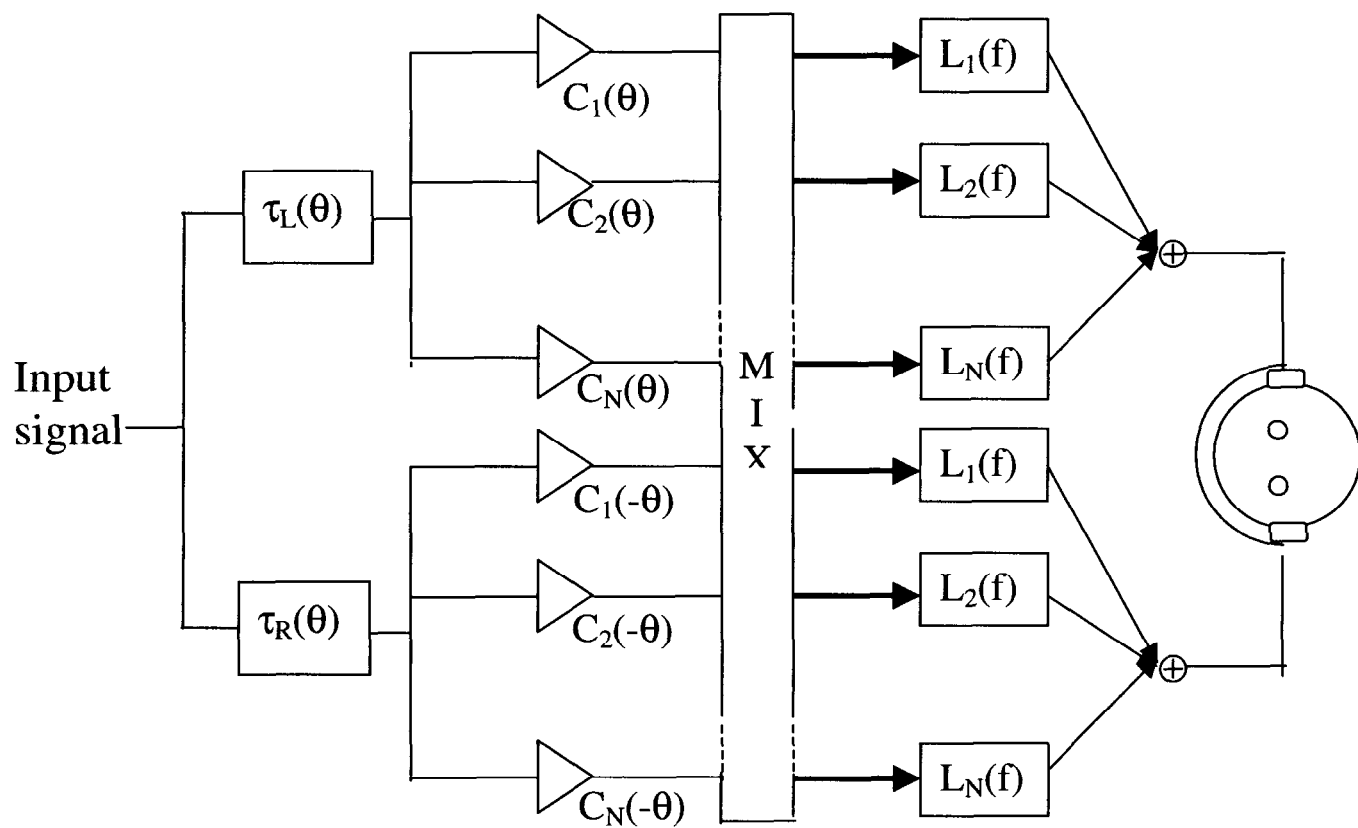 C₁(θ)
L₁(f)
C₂(θ)
L₂(f)
τL(θ)
CN(θ)
LN(f)
M
I
X
Input
signal
C₁(-θ)
L₁(f)
τR(θ)
C₂(-θ)
L₂(f)
CN(-θ)
LN(f)